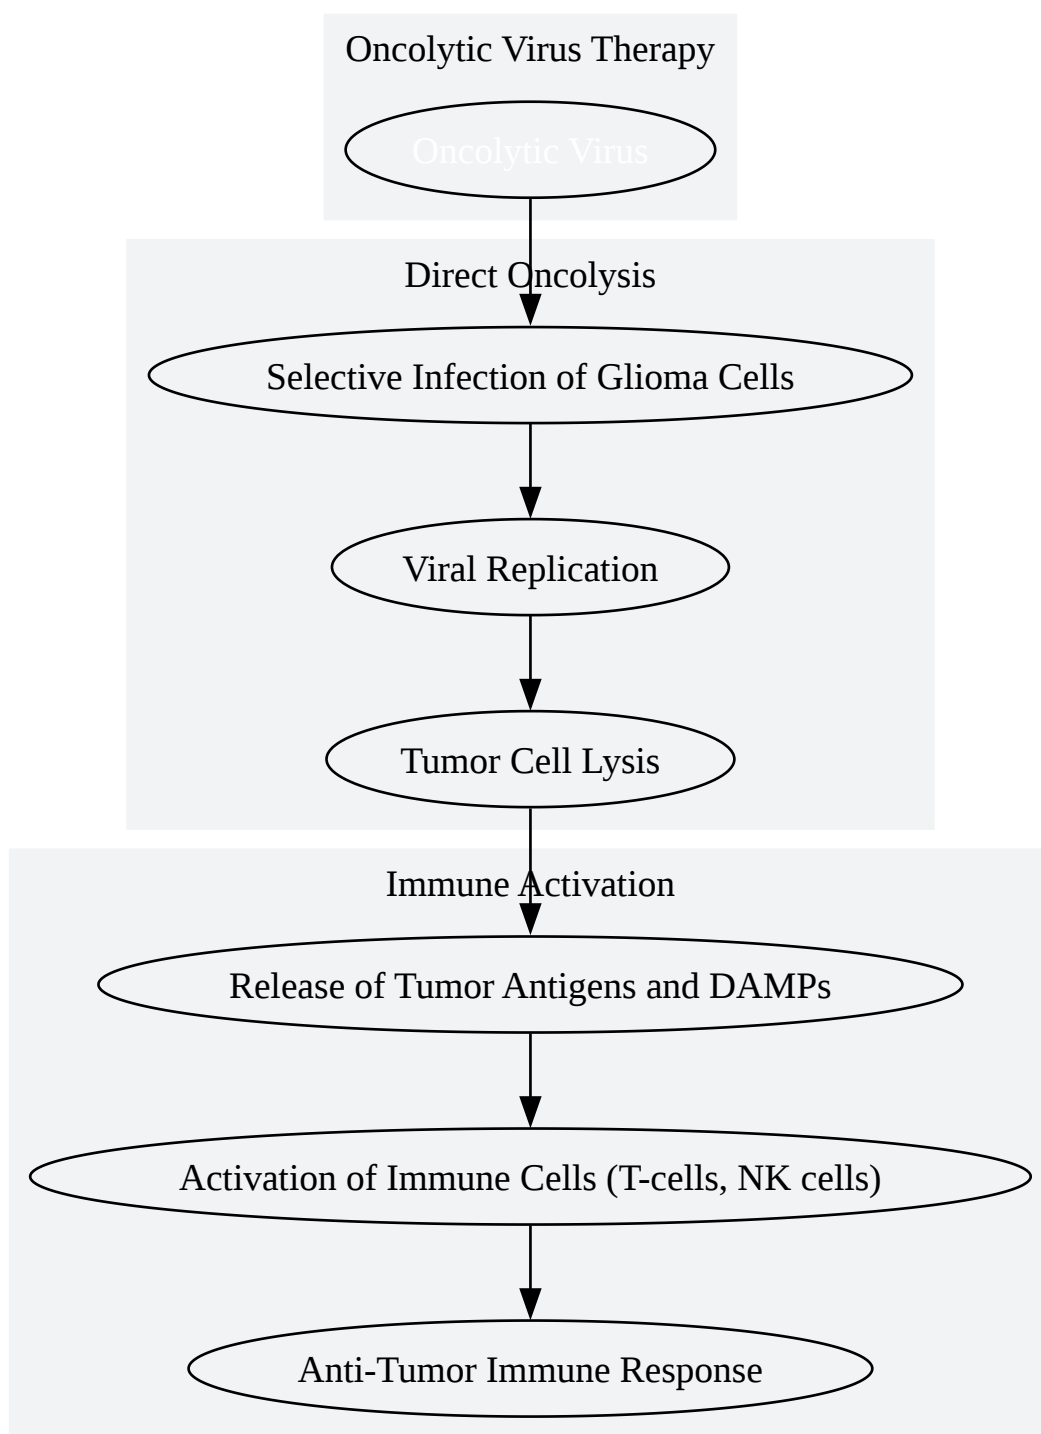 Oncolytic Virus Therapy
Oncolytic Virus
Direct Oncolysis
Selective Infection of Glioma Cells
Viral Replication
Tumor Cell Lysis
Immune Activation
Release of Tumor Antigens and DAMPs
Activation of Immune Cells (T-cells, NK cells)
Anti-Tumor Immune Response